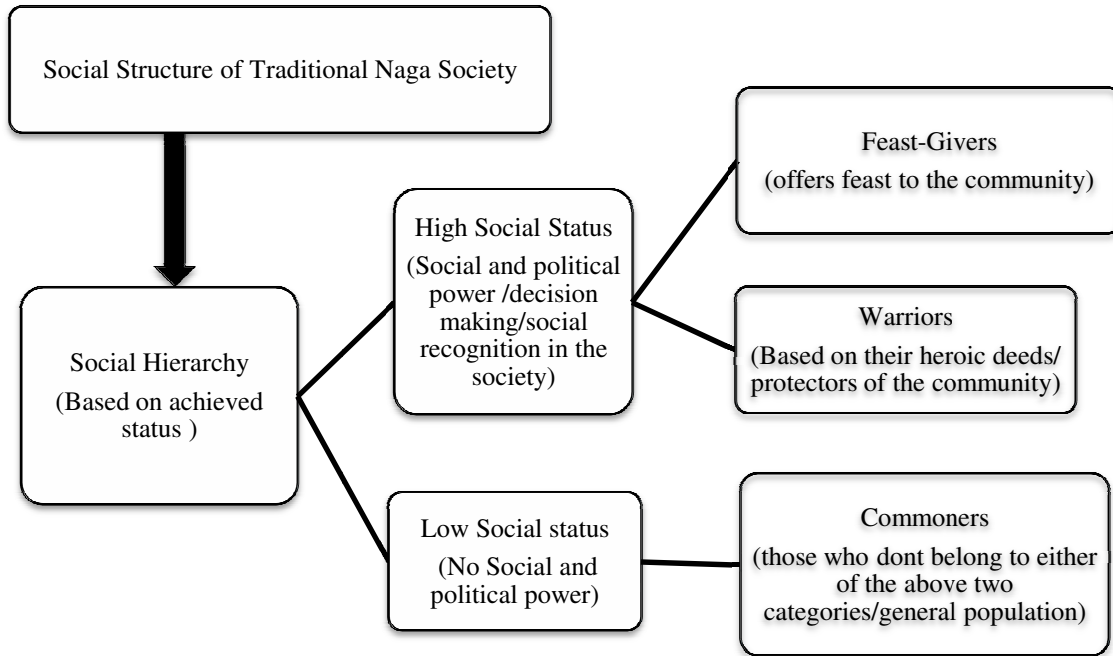 Social Structure of Traditional Naga Society
Social Hierarchy
(Based on achieved
status )
High Social Status
(Social and political
power /decision
making/social
recognition in the
society)
Feast-Givers
(offers feast to the community)
Warriors
(Based on their heroic deeds/
protectors of the community)
Low Social status
(No Social and
political power)
Commoners
(those who dont belong to either
of the above two
categories/general population)